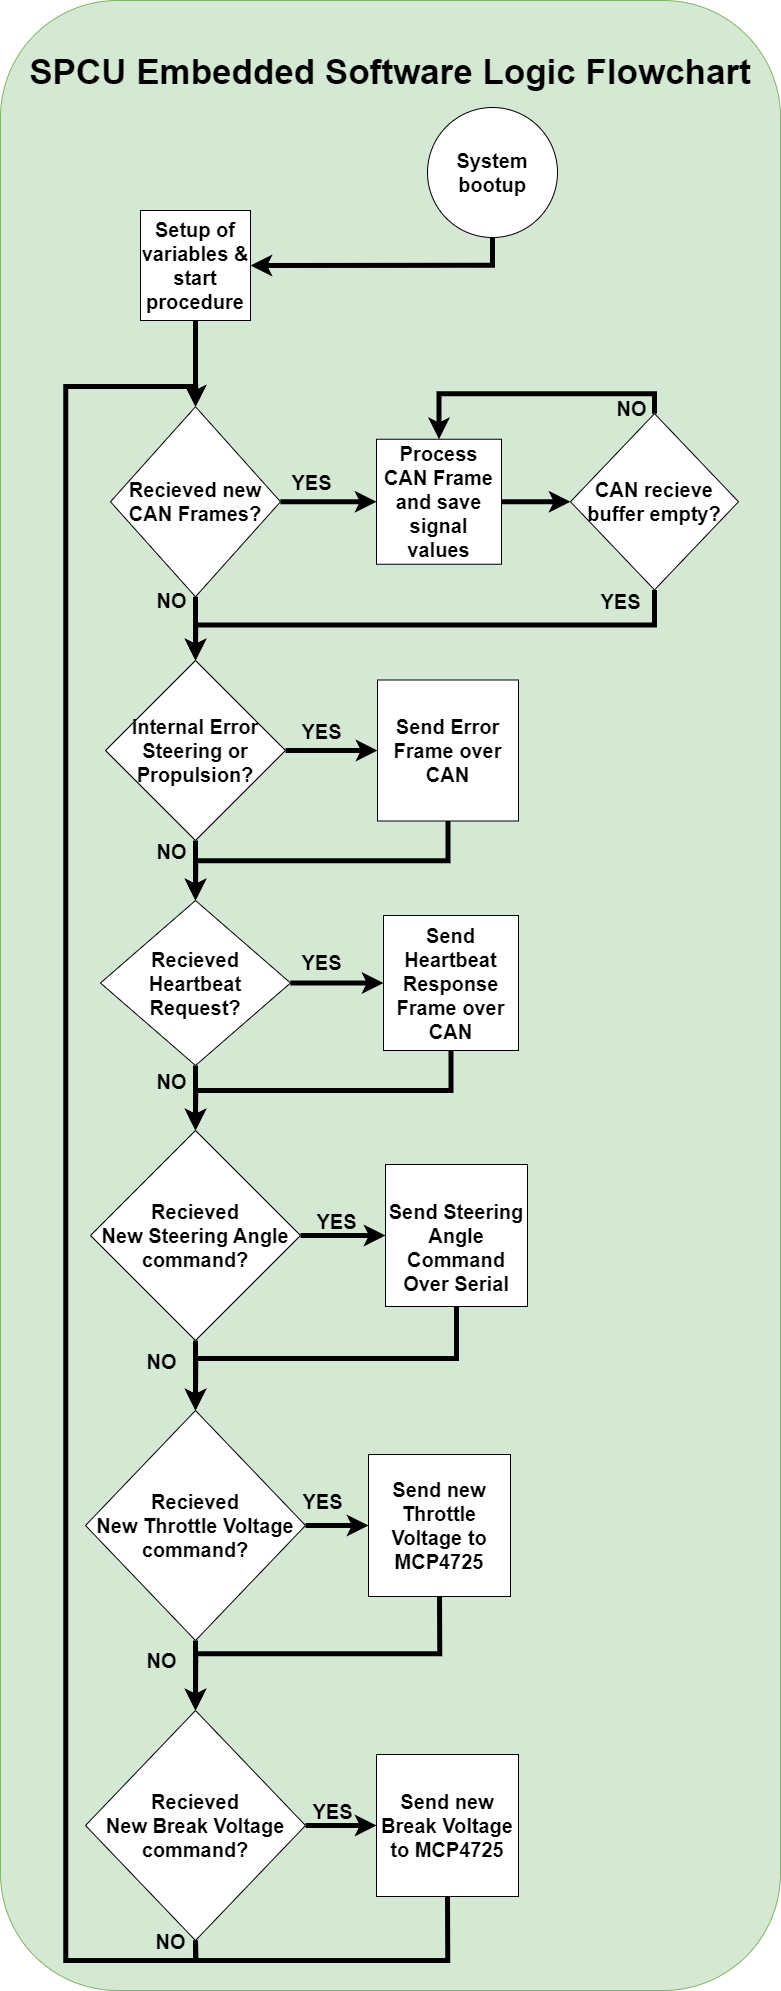 SPCU Embedded Software Logic Flowchart
System
bootup
Setup of
variables &
start
procedure
Recieved new
CAN Frames?
YES
NO
Process
CAN Frame
and save
signal
values
NO
CAN recieve
buffer empty?
YES
Internal Error
Steering or
Propulsion?
YES
NO
Send Error
Frame over
CAN
Recieved
Heartbeat
Request?
YES
NO
Send
Heartbeat
Response
Frame over
CAN
Recieved
New Steering Angle
command?
YES
NO
Send Steering
Angle
Command
Over Serial
Recieved
New Throttle Voltage
command?
YES
NO
Send new
Throttle
Voltage to
MCP4725
Recieved
New Break Voltage
command?
YES
NO
Send new
Break Voltage
to MCP4725